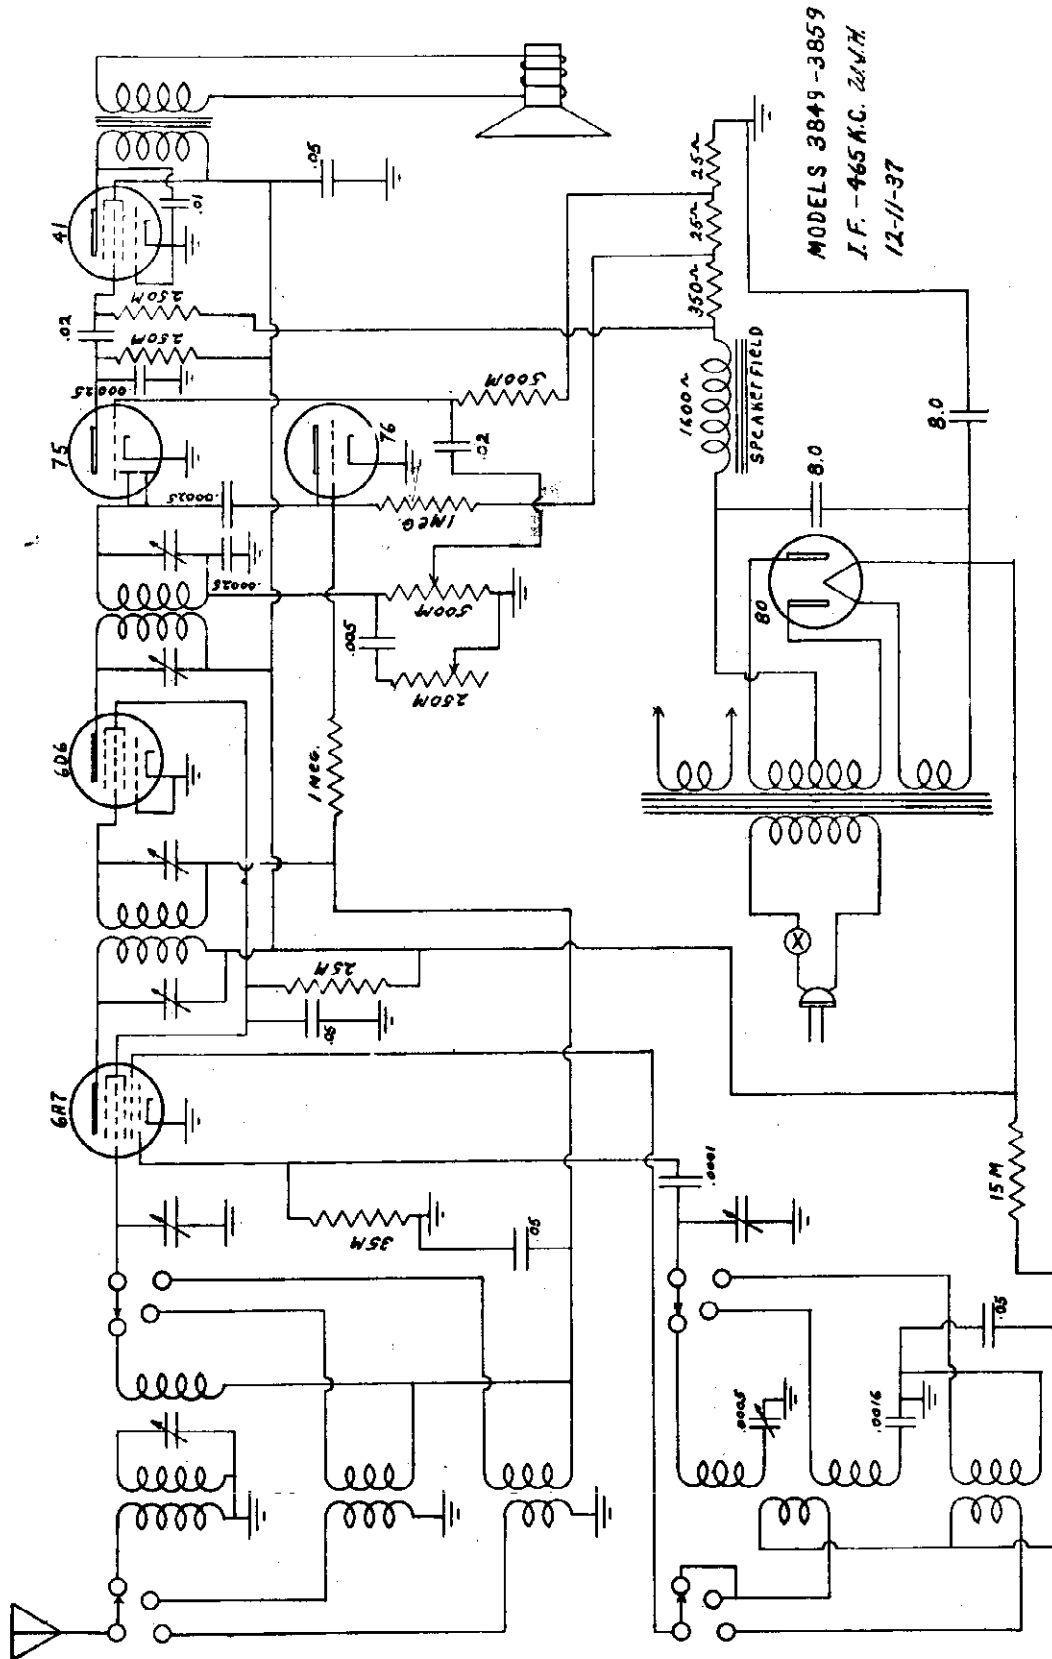 41
.01
.05
.02
250M
250M
.00025
75
.00025
76
500M
.02
1 MEG.
.00025
500M
.005
250M
6D6
1 MEG.
25M
.05
6A7
35M
.05
.0001
.0005
.0016
.05
15M
25Ω
25Ω
350Ω
1600Ω
SPEAKER FIELD
8.0
8.0
80
X
MODELS 3849-3859
I.F.-465 K.C. W.V.H.
12-11-37